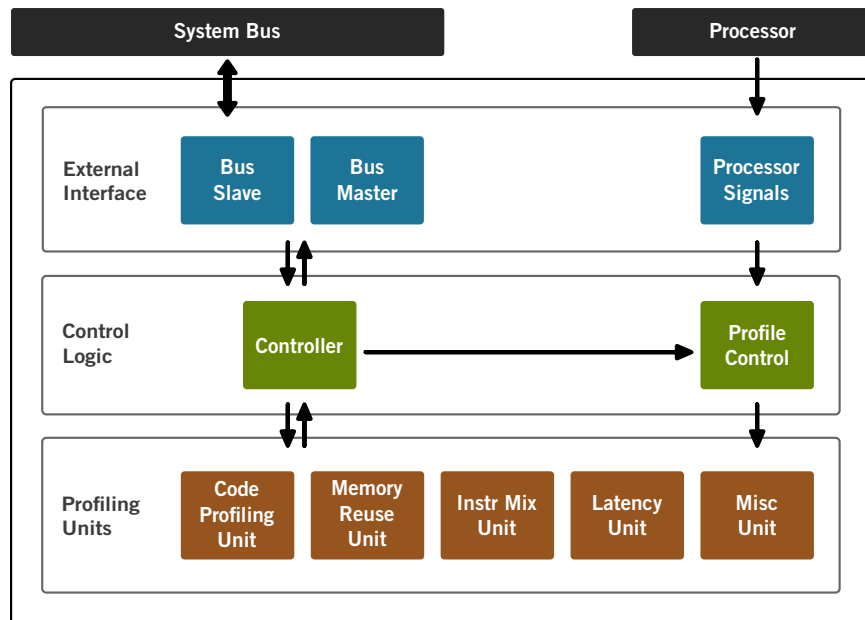 System Bus
Processor
External
Interface
Bus
Slave
Bus
Master
Processor
Signals
Control
Logic
Controller
Profile
Control
Profiling
Units
Code
Profiling
Unit
Memory
Reuse
Unit
Instr Mix
Unit
Latency
Unit
Misc
Unit